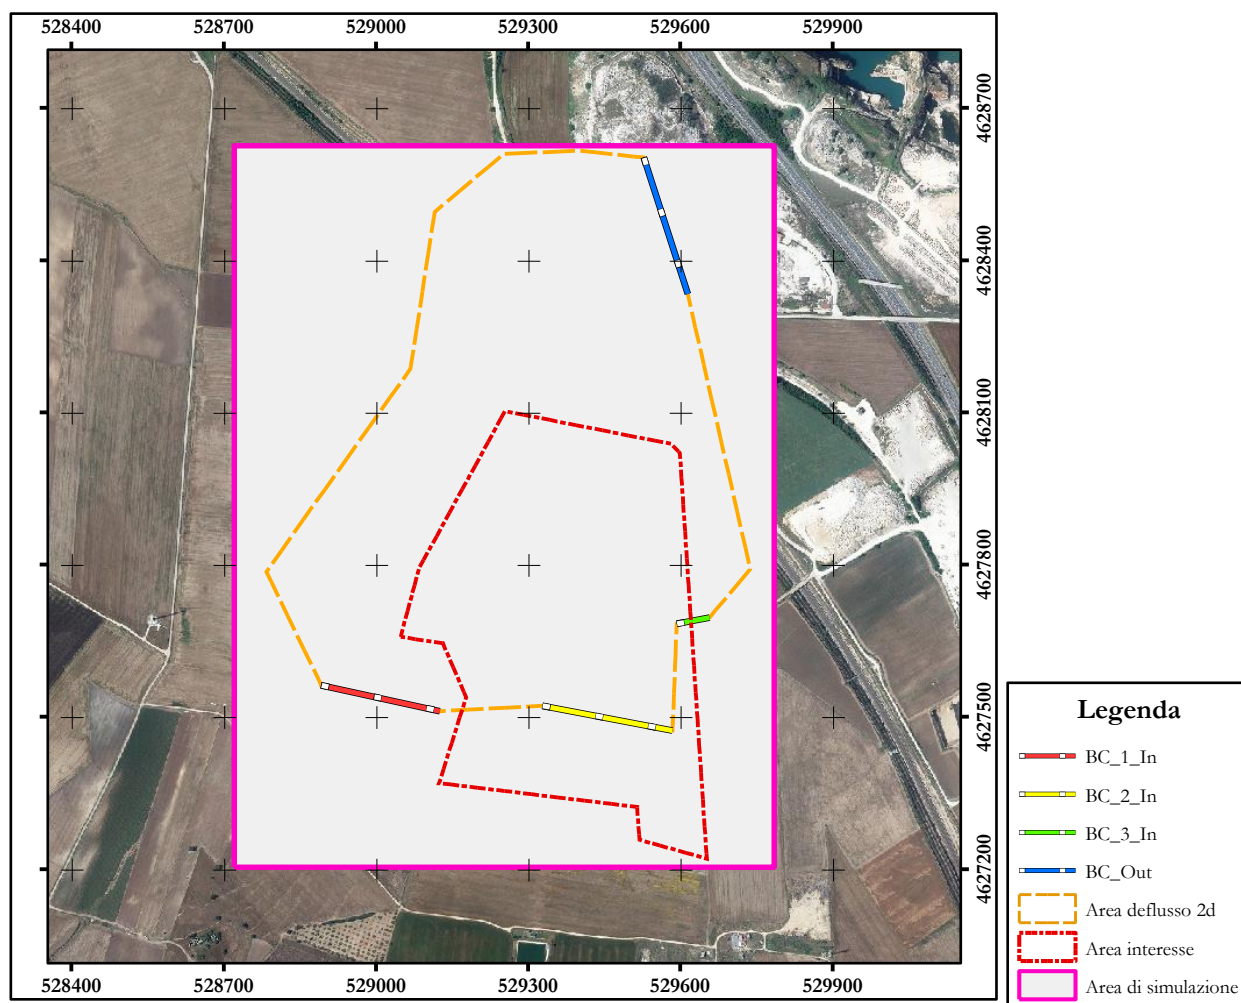 528400 528700 529000 529300 529600 529900
4628700
4628400
4628100
4627800
4627500
4627200
528400 528700 529000 529300 529600 529900
Legenda
BC_1_In
BC_2_In
BC_3_In
BC_Out
Area deflusso 2d
Area interesse
Area di simulazione